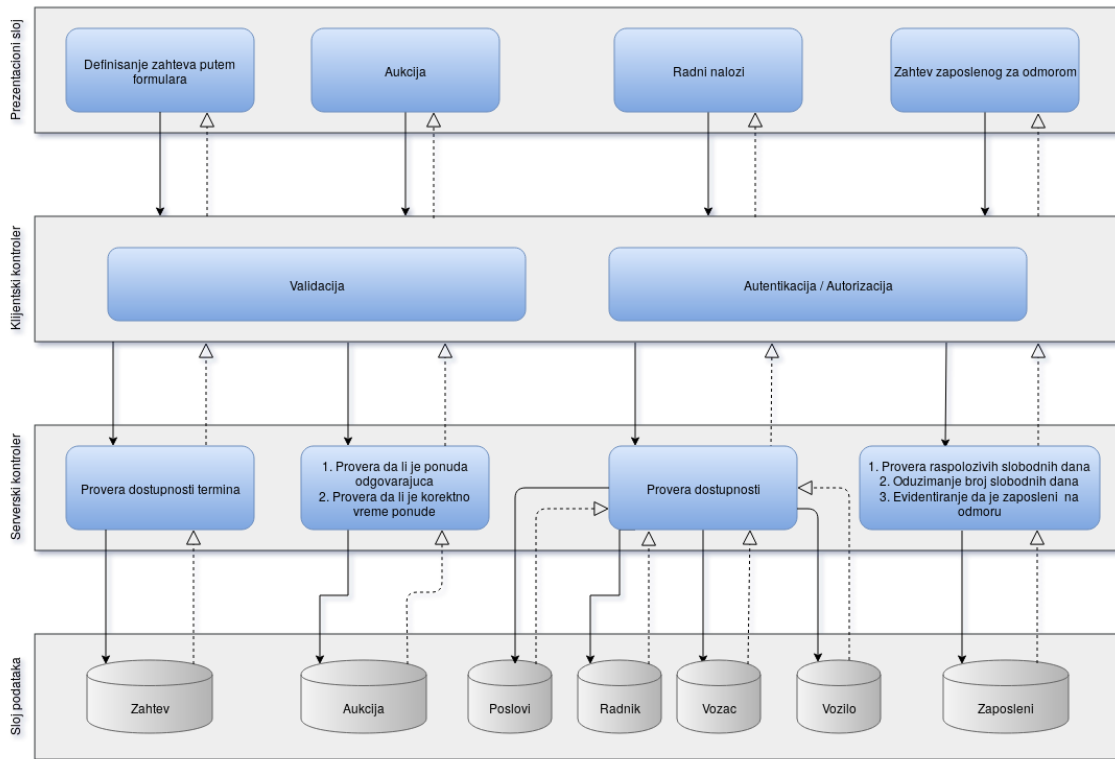 Prezentacioni sloj
Definisanje zahteva putem
formulara
Aukcija
Radni nalozi
Zahtev zaposlenog za odmorom
Klijentski kontroler
Validacija
Autentikacija / Autorizacija
Serverski kontroler
Provera dostupnosti termina
1. Provera da li je ponuda
odgovarajuca
2. Provera da li je korektno
vreme ponude
Provera dostupnosti
1. Provera raspolozivih slobodnih dana
2. Oduzimanje broj slobodnih dana
3. Evidentiranje da je zaposleni na
odmoru
Sloj podataka
Zahtev
Aukcija
Poslovi
Radnik
Vozac
Vozilo
Zaposleni